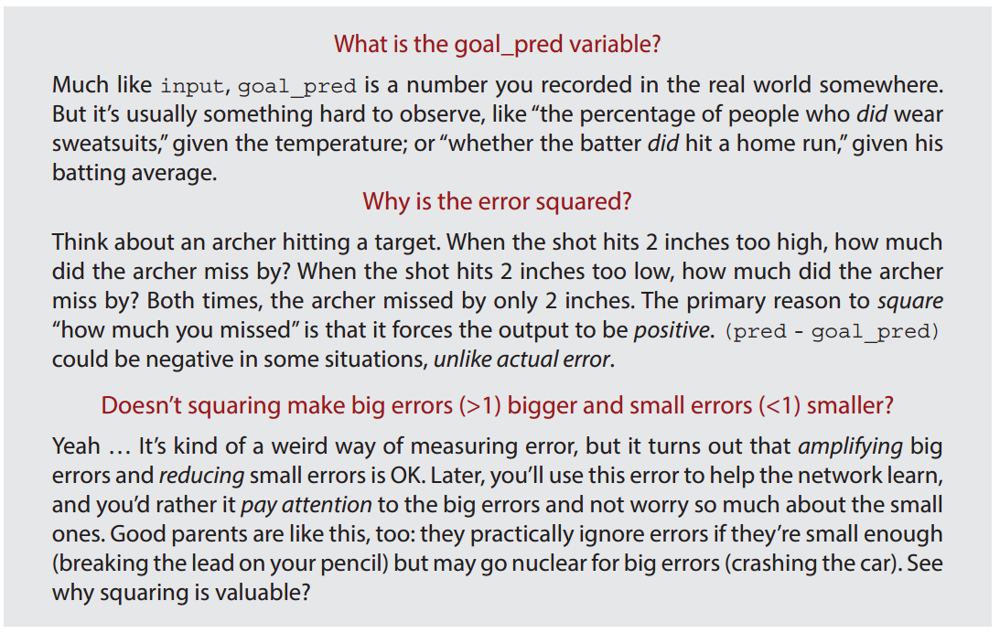 What is the goal_pred variable?
Much like input, goal_pred is a number you recorded in the real world somewhere.
But it’s usually something hard to observe, like “the percentage of people who did wear
sweatsuits,” given the temperature; or “whether the batter did hit a home run,” given his
batting average.
Why is the error squared?
Think about an archer hitting a target. When the shot hits 2 inches too high, how much
did the archer miss by? When the shot hits 2 inches too low, how much did the archer
miss by? Both times, the archer missed by only 2 inches. The primary reason to square
“how much you missed” is that it forces the output to be positive. (pred - goal_pred)
could be negative in some situations, unlike actual error.
Doesn’t squaring make big errors (>1) bigger and small errors (<1) smaller?
Yeah … It’s kind of a weird way of measuring error, but it turns out that amplifying big
errors and reducing small errors is OK. Later, you’ll use this error to help the network learn,
and you’d rather it pay attention to the big errors and not worry so much about the small
ones. Good parents are like this, too: they practically ignore errors if they’re small enough
(breaking the lead on your pencil) but may go nuclear for big errors (crashing the car). See
why squaring is valuable?